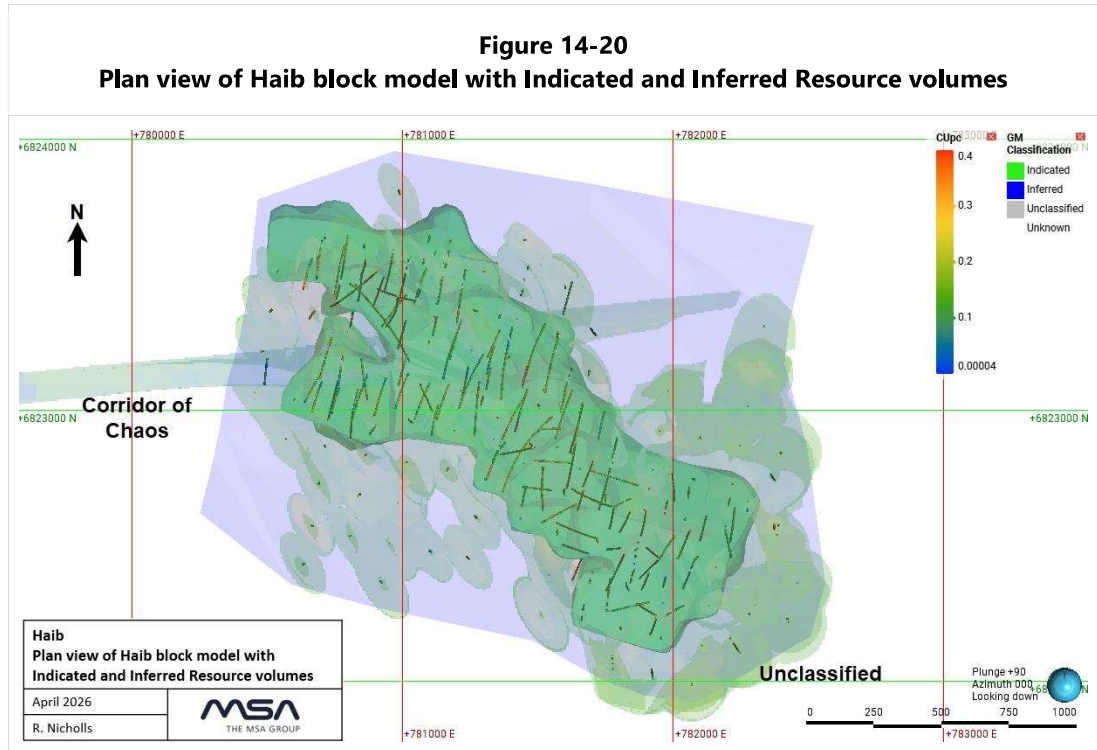 Figure 14-20
Plan view of Haib block model with Indicated and Inferred Resource volumes
+780000 E
+781000 E
+782000 E
+6824000 N
CUpc
0.4
0.3
0.2
0.1
0.00004
GM
Classification
Indicated
Inferred
Unclassified
Unknown
N
Corridor of
Chaos
+6823000 N
+6823000 N
Unclassified
Haib
Plan view of Haib block model with
Indicated and Inferred Resource volumes
April 2026
R. Nicholls
MSA
THE MSA GROUP
Plunge +90
Azimuth 000
Looking down
0 250 500 750 1000
+781000 E
+782000 E
+783000 E